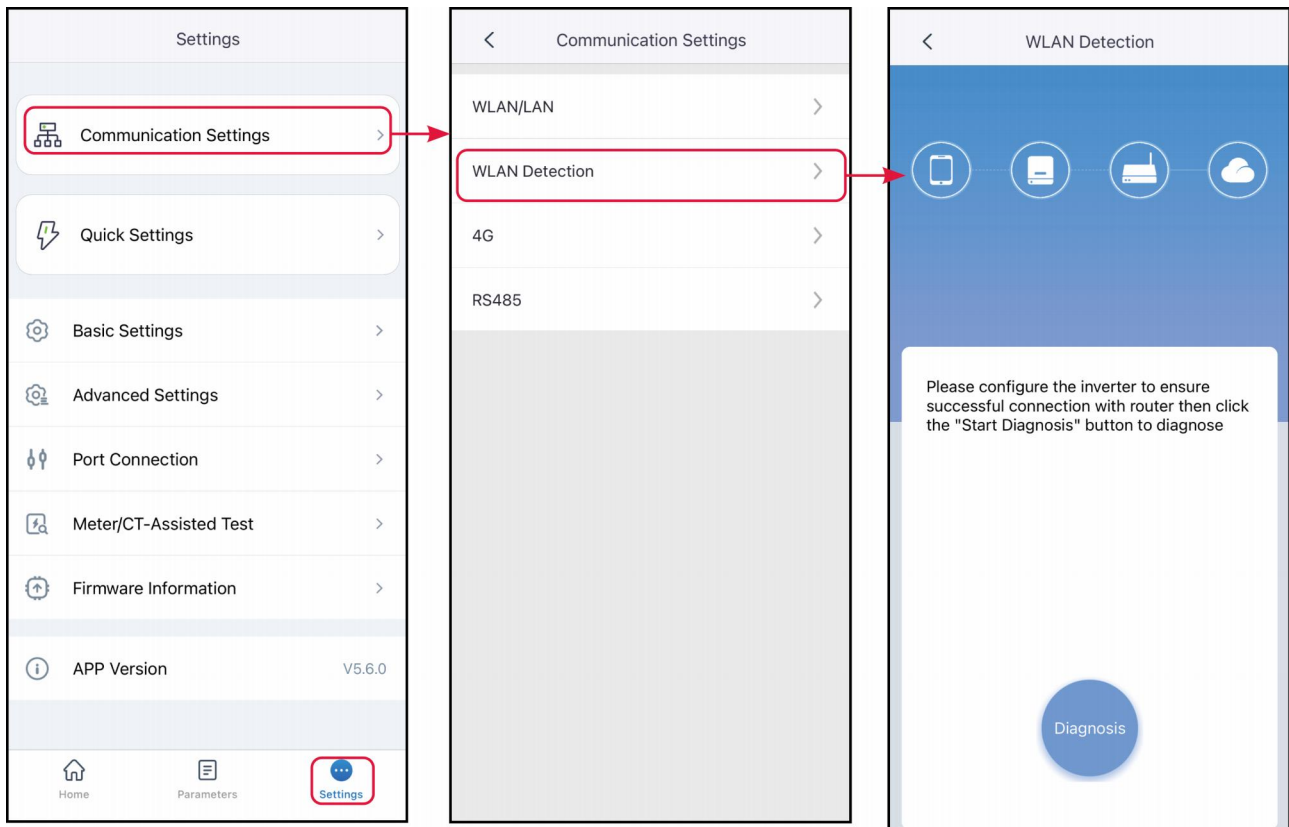 Settings
Communication Settings
Quick Settings
Basic Settings
Advanced Settings
Port Connection
Meter/CT-Assisted Test
Firmware Information
APP Version V5.6.0
Home Parameters Settings
Communication Settings
WLAN/LAN
WLAN Detection
4G
RS485
WLAN Detection
Please configure the inverter to ensure
successful connection with router then click
the "Start Diagnosis" button to diagnose
Diagnosis